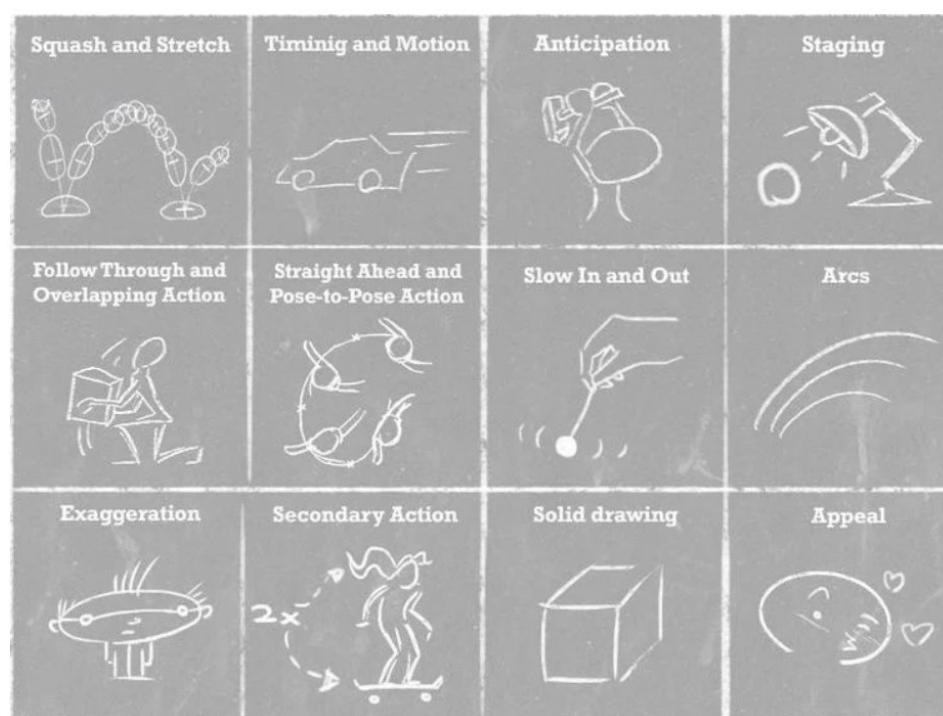 Squash and Stretch
Timinig and Motion
Anticipation
Staging
Follow Through and
Overlapping Action
Straight Ahead and
Pose-to-Pose Action
Slow In and Out
Arcs
Exaggeration
Secondary Action
2x
Solid drawing
Appeal